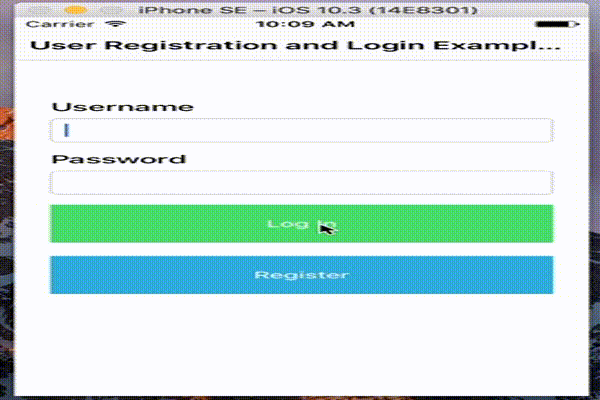 iPhone SE – iOS 10.3 (14E8301)
Carrier 10:09 AM
User Registration and Login Exampl...
Username
Password
Log In
Register